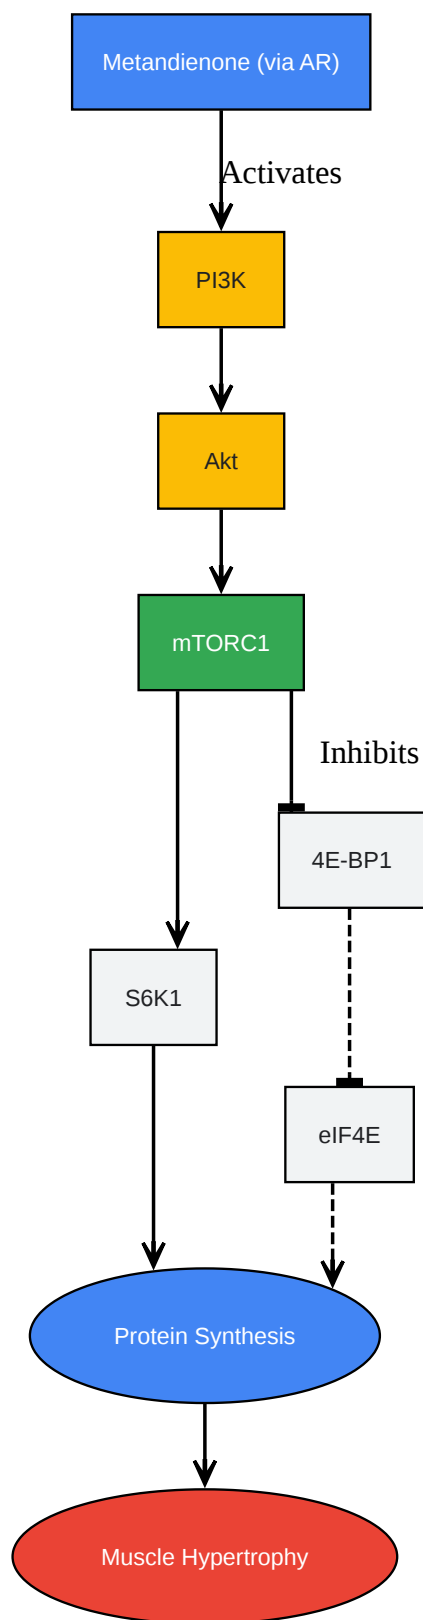 Metandienone (via AR)
Activates
PI3K
Akt
mTORC1
Inhibits
4E-BP1
S6K1
eIF4E
Protein Synthesis
Muscle Hypertrophy